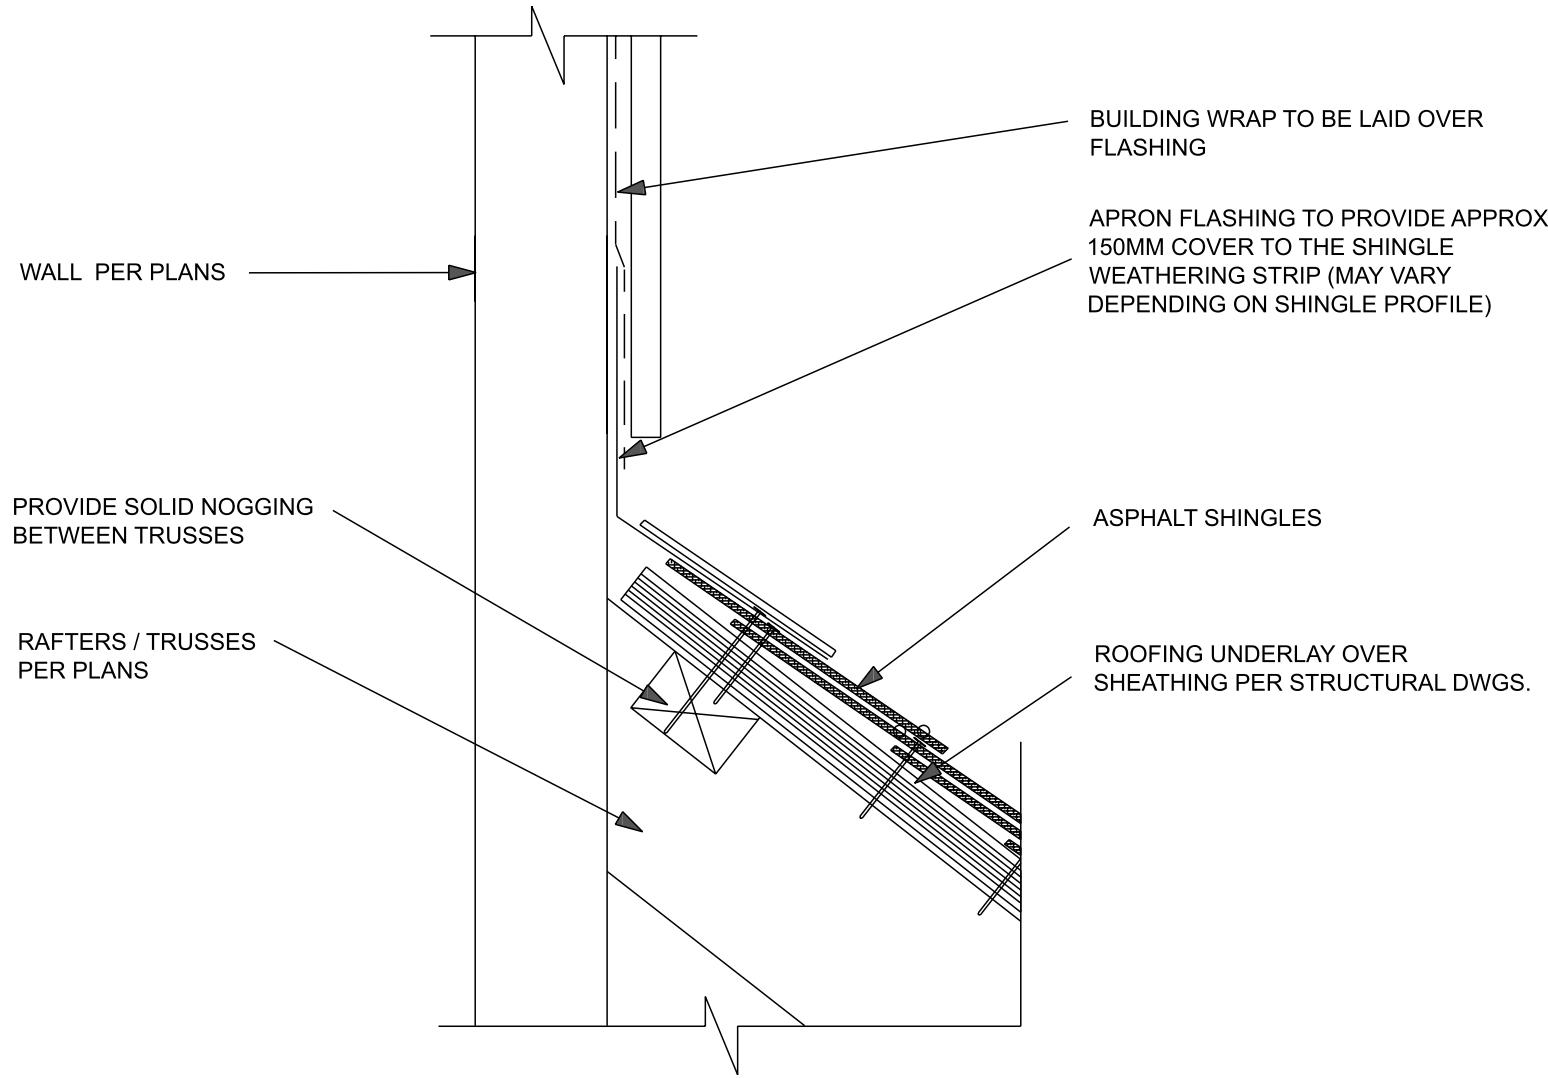 BUILDING WRAP TO BE LAID OVER
FLASHING
APRON FLASHING TO PROVIDE APPROX
150MM COVER TO THE SHINGLE
WEATHERING STRIP (MAY VARY
DEPENDING ON SHINGLE PROFILE)
WALL PER PLANS
PROVIDE SOLID NOGGING
BETWEEN TRUSSES
ASPHALT SHINGLES
RAFTERS / TRUSSES
PER PLANS
ROOFING UNDERLAY OVER
SHEATHING PER STRUCTURAL DWGS.